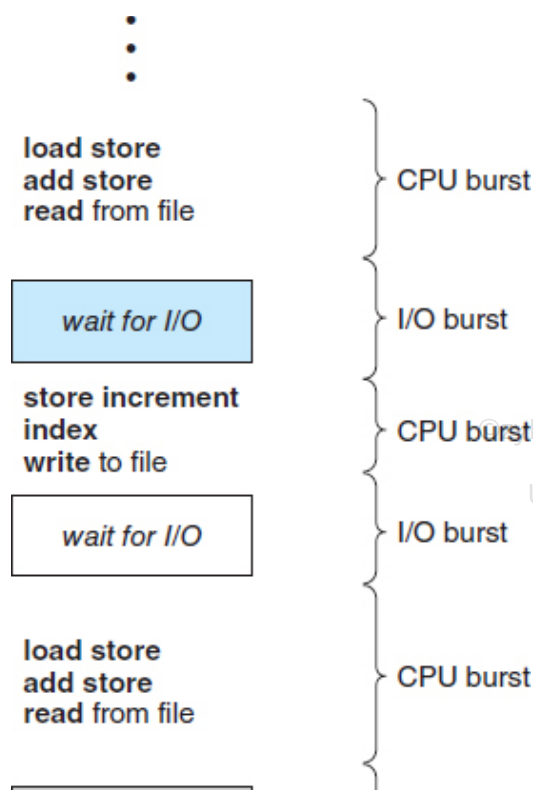 load store
add store
read from file
CPU burst
wait for I/O
I/O burst
store increment
index
write to file
CPU burst
wait for I/O
I/O burst
load store
add store
read from file
CPU burst